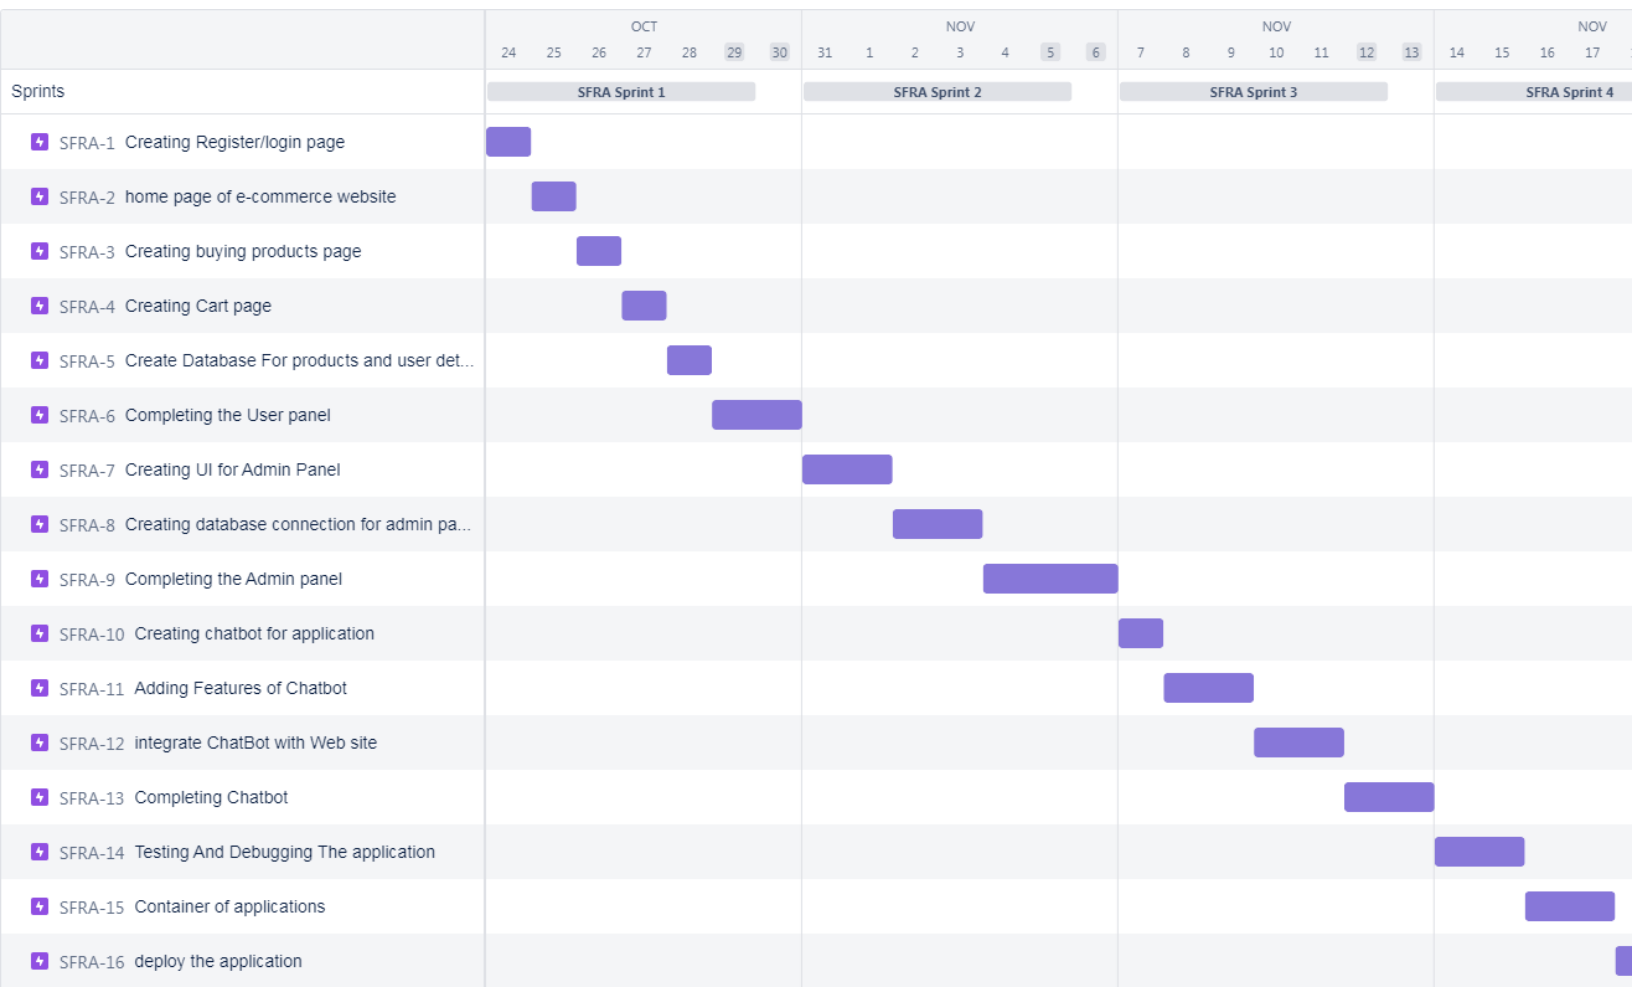 OCT NOV NOV NOV
24 25 26 27 28 29 30 31 1 2 3 4 5 6 7 8 9 10 11 12 13 14 15 16 17
Sprints SFRA Sprint 1 SFRA Sprint 2 SFRA Sprint 3 SFRA Sprint 4
SFRA-1 Creating Register/login page
SFRA-2 home page of e-commerce website
SFRA-3 Creating buying products page
SFRA-4 Creating Cart page
SFRA-5 Create Database For products and user det...
SFRA-6 Completing the User panel
SFRA-7 Creating UI for Admin Panel
SFRA-8 Creating database connection for admin pa...
SFRA-9 Completing the Admin panel
SFRA-10 Creating chatbot for application
SFRA-11 Adding Features of Chatbot
SFRA-12 integrate ChatBot with Web site
SFRA-13 Completing Chatbot
SFRA-14 Testing And Debugging The application
SFRA-15 Container of applications
SFRA-16 deploy the application